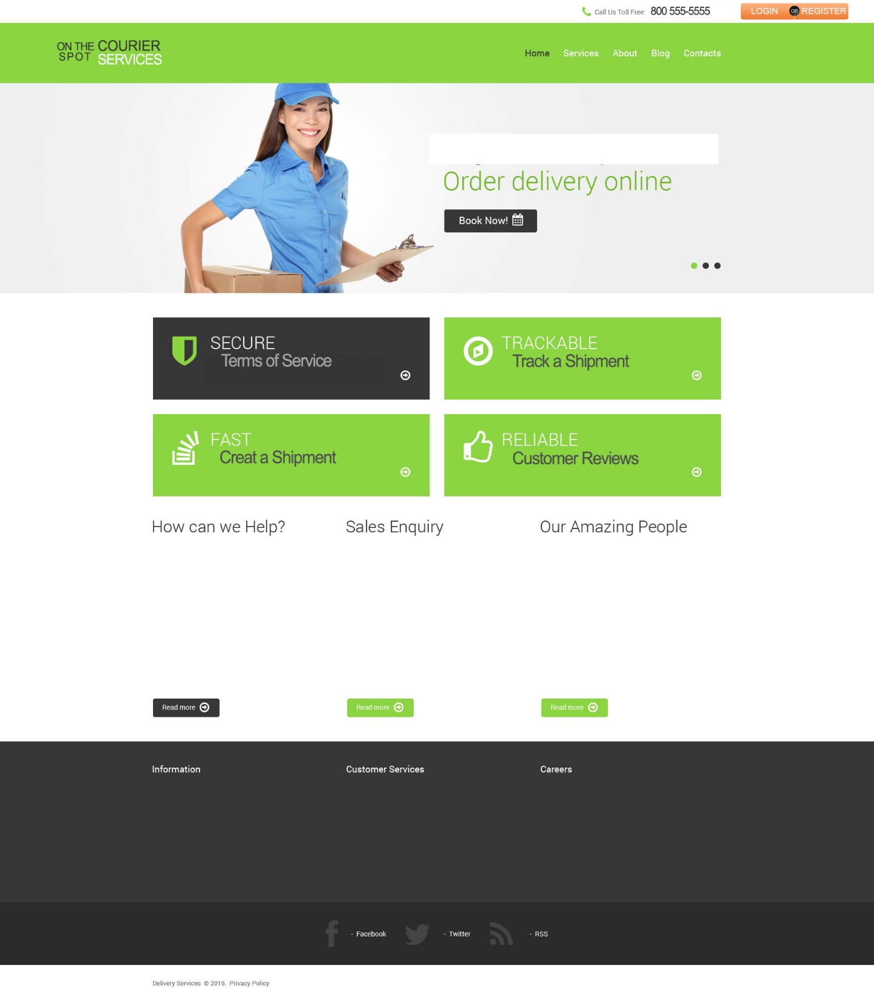 Call Us Toll Free: 800 555-5555
LOGIN OR REGISTER
ON THE SPOT
COURIER SERVICES
Home Services About Blog Contacts
Order delivery online
Book Now!
SECURE
Terms of Service
TRACKABLE
Track a Shipment
FAST
Creat a Shipment
RELIABLE
Customer Reviews
How can we Help?
Sales Enquiry
Our Amazing People
Read more
Read more
Read more
Information
Customer Services
Careers
- Facebook
- Twitter
- RSS
Delivery Services © 2015. Privacy Policy